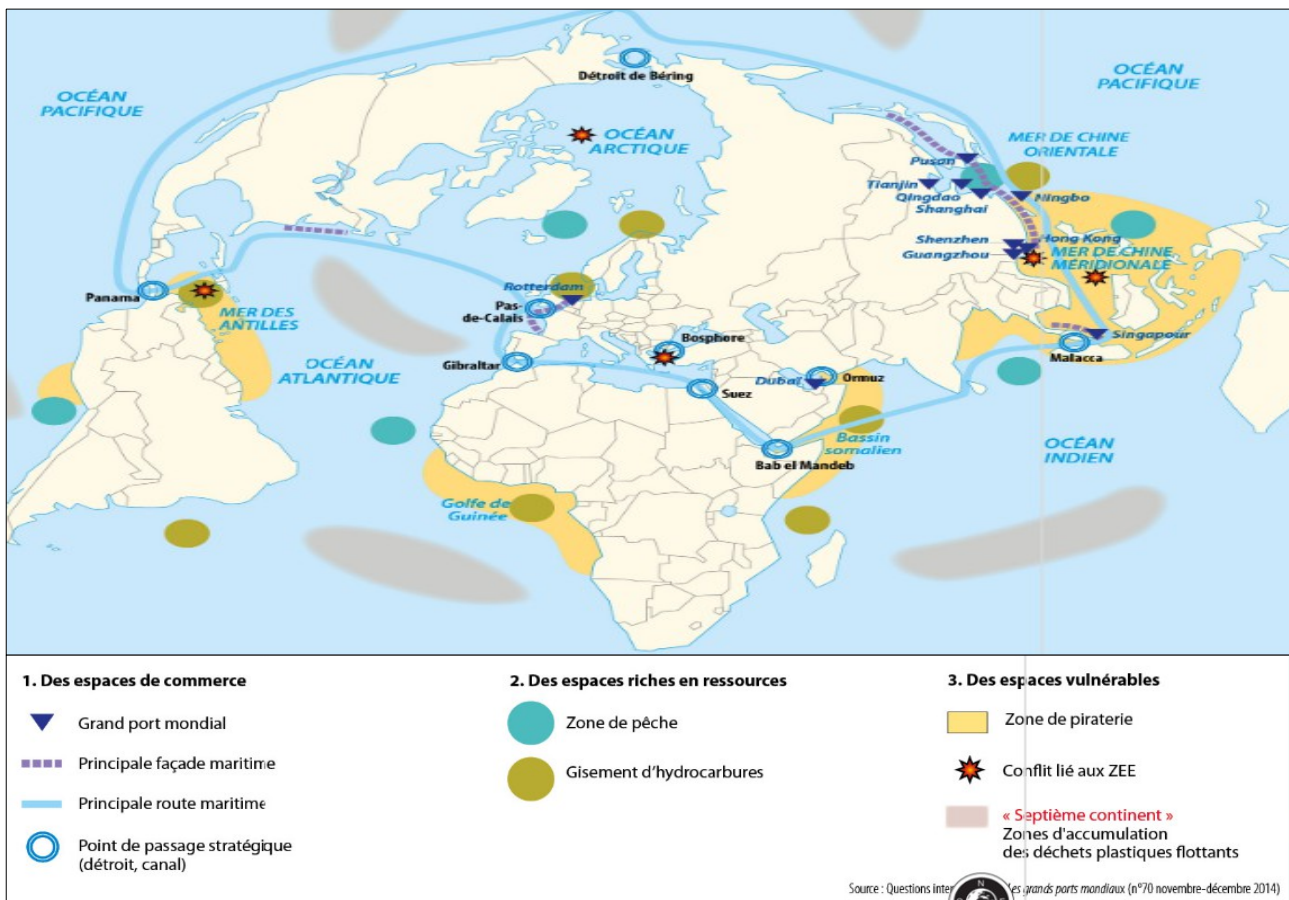 Détroit de Béring
OCÉAN
PACIFIQUE
OCÉAN
PACIFIQUE
OCÉAN
ARCTIQUE
MER DE CHINE
ORIENTALE
Pusan
Tianjin
Qingdao
Shanghai
Ningbo
Shenzhen
Hong Kong
Guangzhou
MER DE CHINE
MÉRIDIONALE
Rotterdam
Panama
Pas-
de-Calais
MER DES
ANTILLES
Bosphore
Singapour
Malacca
Gibraltar
OCÉAN
ATLANTIQUE
Dubaï
Ormuz
Suez
Bassin
somalien
OCÉAN
INDIEN
Bab el Mandeb
Golfe de
Guinée
1. Des espaces de commerce
Grand port mondial
Principale façade maritime
Principale route maritime
Point de passage stratégique
(détroit, canal)
2. Des espaces riches en ressources
Zone de pêche
Gisement d'hydrocarbures
3. Des espaces vulnérables
Zone de piraterie
Conflit lié aux ZEE
« Septième continent »
Zones d'accumulation
des déchets plastiques flottants
Source : Questions grands ports mondiaux (n°70 novembre-décembre 2014)
N